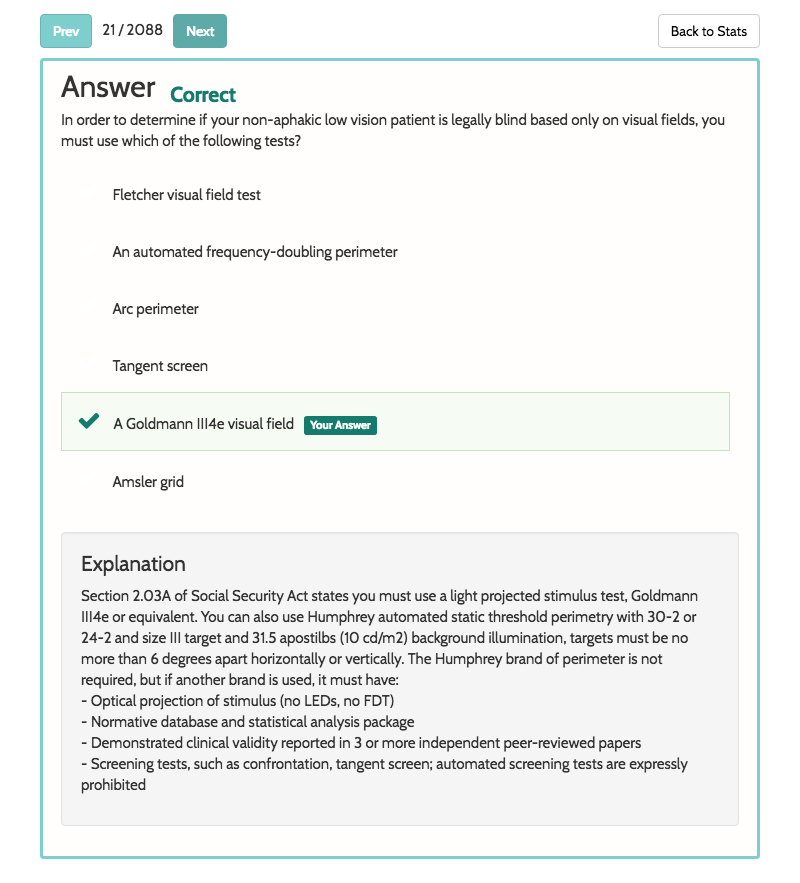 Prev 21 / 2088 Next Back to Stats
Answer Correct
In order to determine if your non-aphakic low vision patient is legally blind based only on visual fields, you
must use which of the following tests?
Fletcher visual field test
An automated frequency-doubling perimeter
Arc perimeter
Tangent screen
A Goldmann III4e visual field Your Answer
Amsler grid
Explanation
Section 2.03A of Social Security Act states you must use a light projected stimulus test, Goldmann
III4e or equivalent. You can also use Humphrey automated static threshold perimetry with 30-2 or
24-2 and size III target and 31.5 apostilbs (10 cd/m2) background illumination, targets must be no
more than 6 degrees apart horizontally or vertically. The Humphrey brand of perimeter is not
required, but if another brand is used, it must have:
- Optical projection of stimulus (no LEDs, no FDT)
- Normative database and statistical analysis package
- Demonstrated clinical validity reported in 3 or more independent peer-reviewed papers
- Screening tests, such as confrontation, tangent screen; automated screening tests are expressly
prohibited